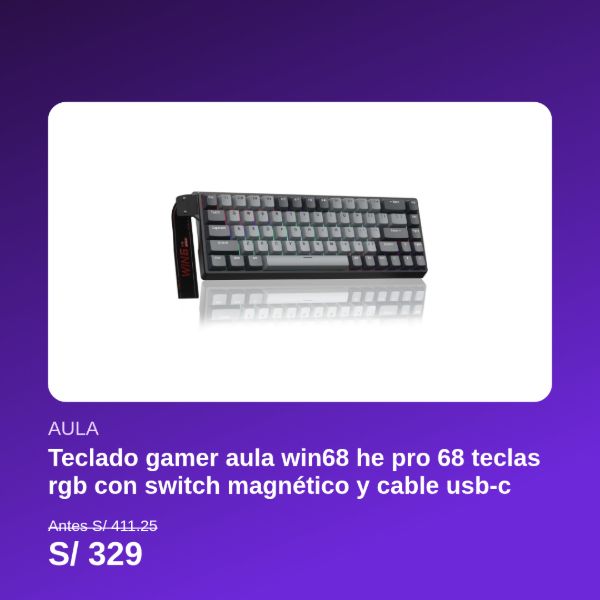 AULA
Teclado gamer aula win68 he pro 68 teclas
rgb con switch magnético y cable usb-c
Antes S/ 411.25
S/ 329